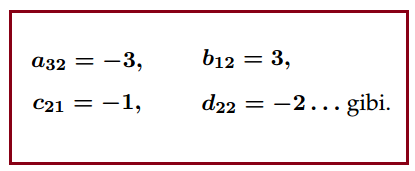 a₃₂ = −3, b₁₂ = 3,
c₂₁ = −1, d₂₂ = −2 … gibi.